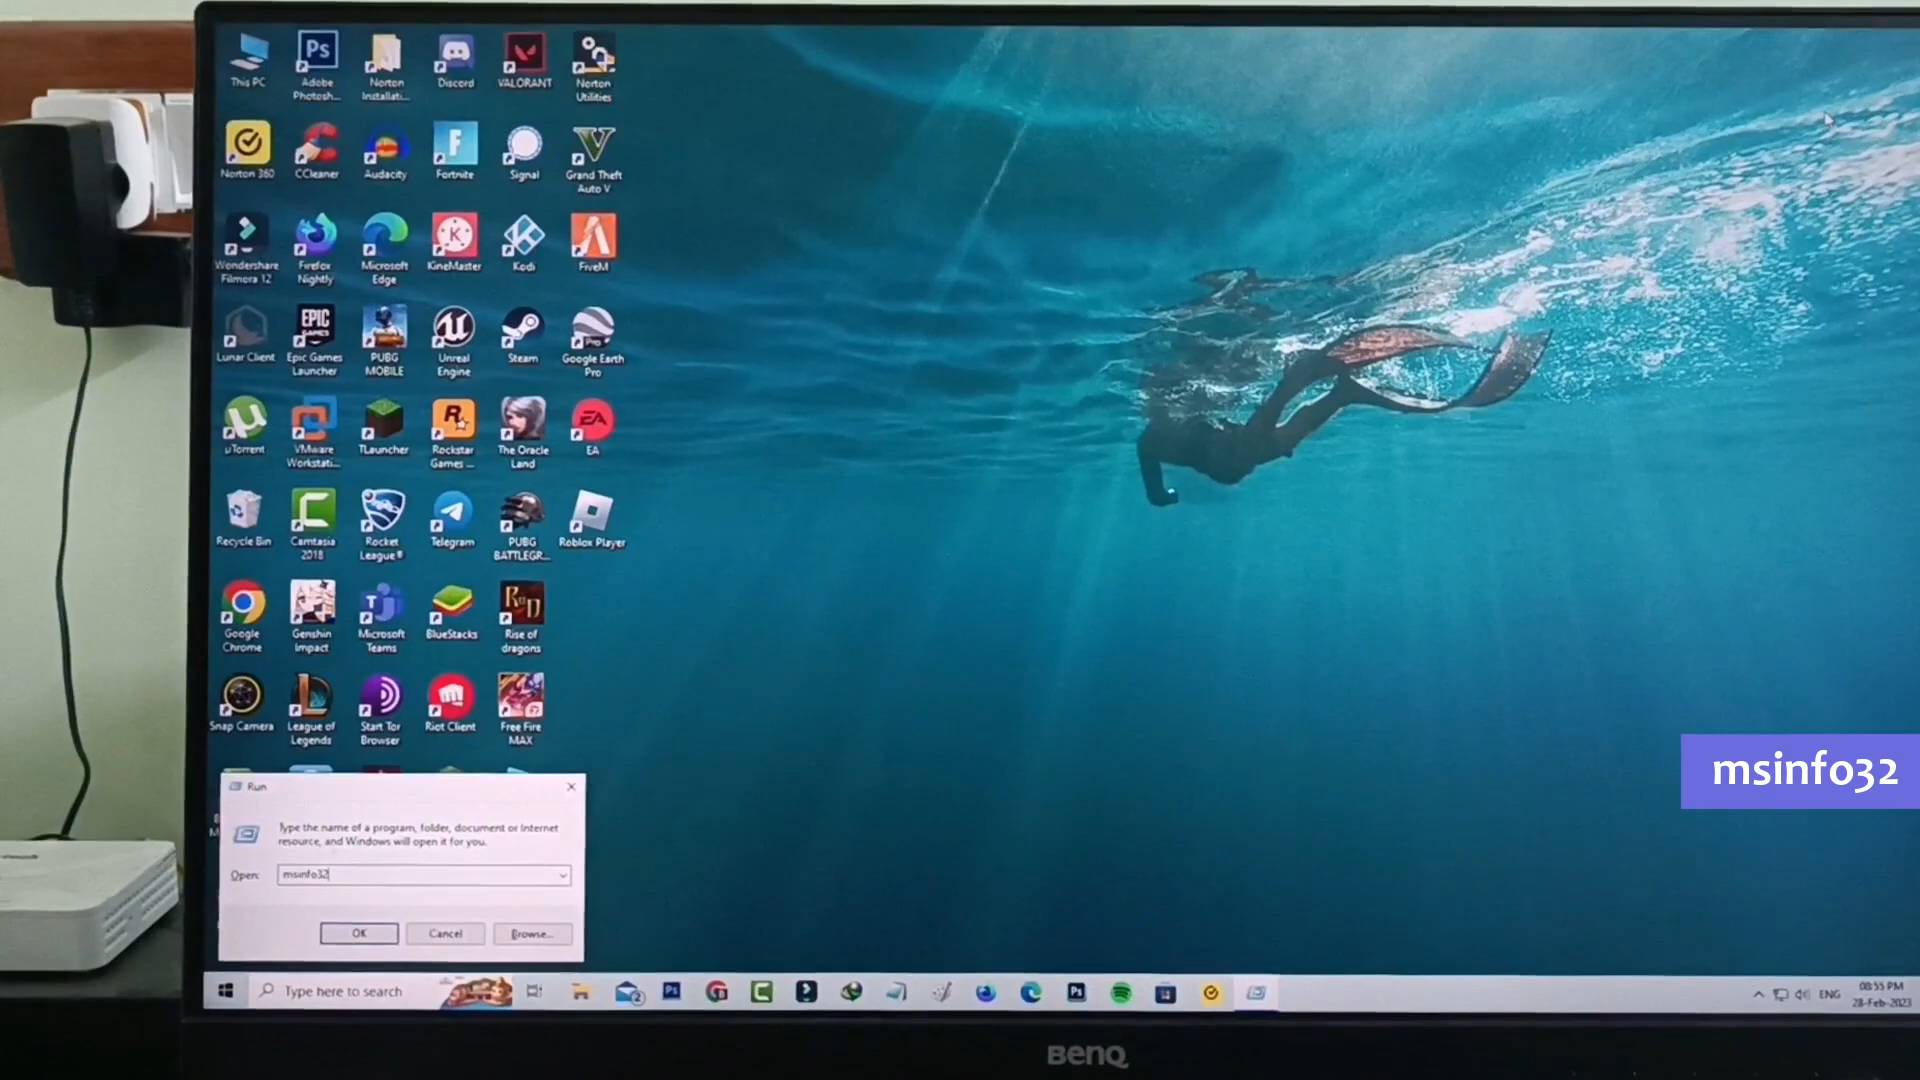 This PC
Adobe
Photosh...
Norton
Installati...
Discord
VALORANT
Norton
Utilities
Norton 360
CCleaner
Audacity
Fortnite
Signal
Grand Theft
Auto V
Wondershare
Filmora 12
Firefox
Nightly
Microsoft
Edge
KineMaster
Kodi
FiveM
Lunar Client
Epic Games
Launcher
PUBG
MOBILE
Unreal
Engine
Steam
Google Earth
Pro
µTorrent
VMware
Workstati...
TLauncher
Rockstar
Games ...
The Oracle
Land
EA
Recycle Bin
Camtasia
2018
Rocket
League®
Telegram
PUBG
BATTLEGR...
Roblox Player
Google
Chrome
Genshin
Impact
Microsoft
Teams
BlueStacks
Rise of
dragons
Snap Camera
League of
Legends
Start Tor
Browser
Riot Client
Free Fire
MAX
msinfo32
Run
Type the name of a program, folder, document or Internet
resource, and Windows will open it for you.
Open:
msinfo32
OK
Cancel
Browse...
Type here to search
ENG
08:55 PM
28-Feb-2023
BenQ